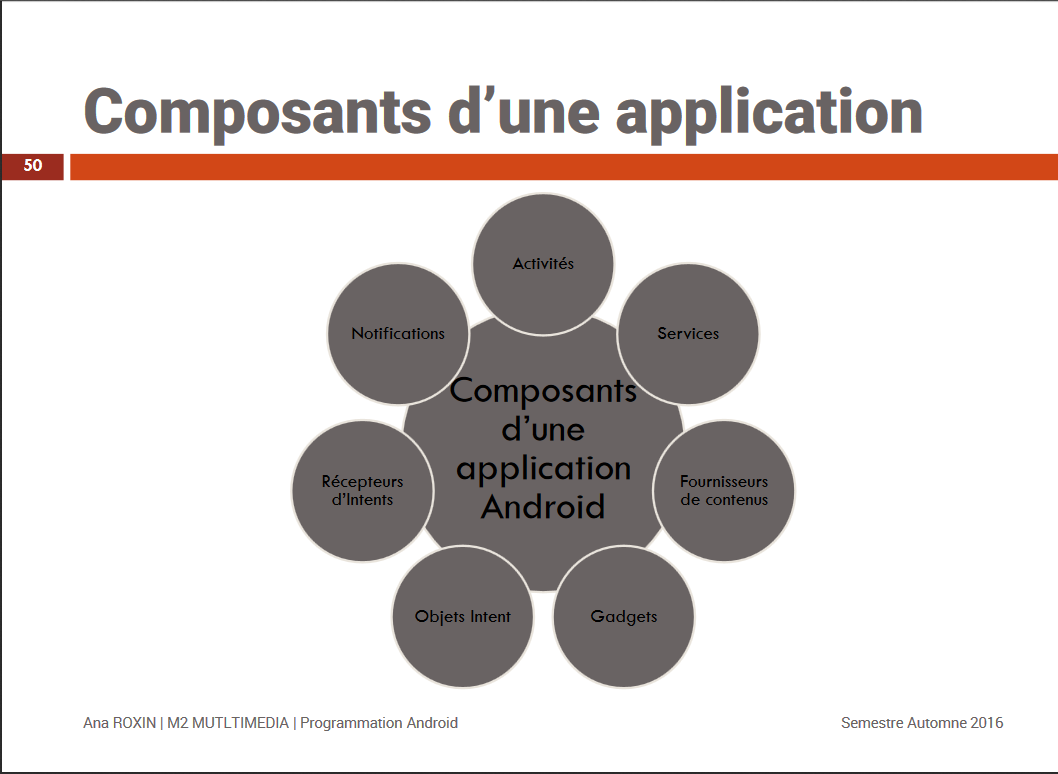 Composants d’une application
50
Activités
Services
Fournisseurs
de contenus
Gadgets
Objets Intent
Récepteurs
d’Intents
Notifications
Composants
d’une
application
Android
Ana ROXIN | M2 MUTLTIMEDIA | Programmation Android
Semestre Automne 2016